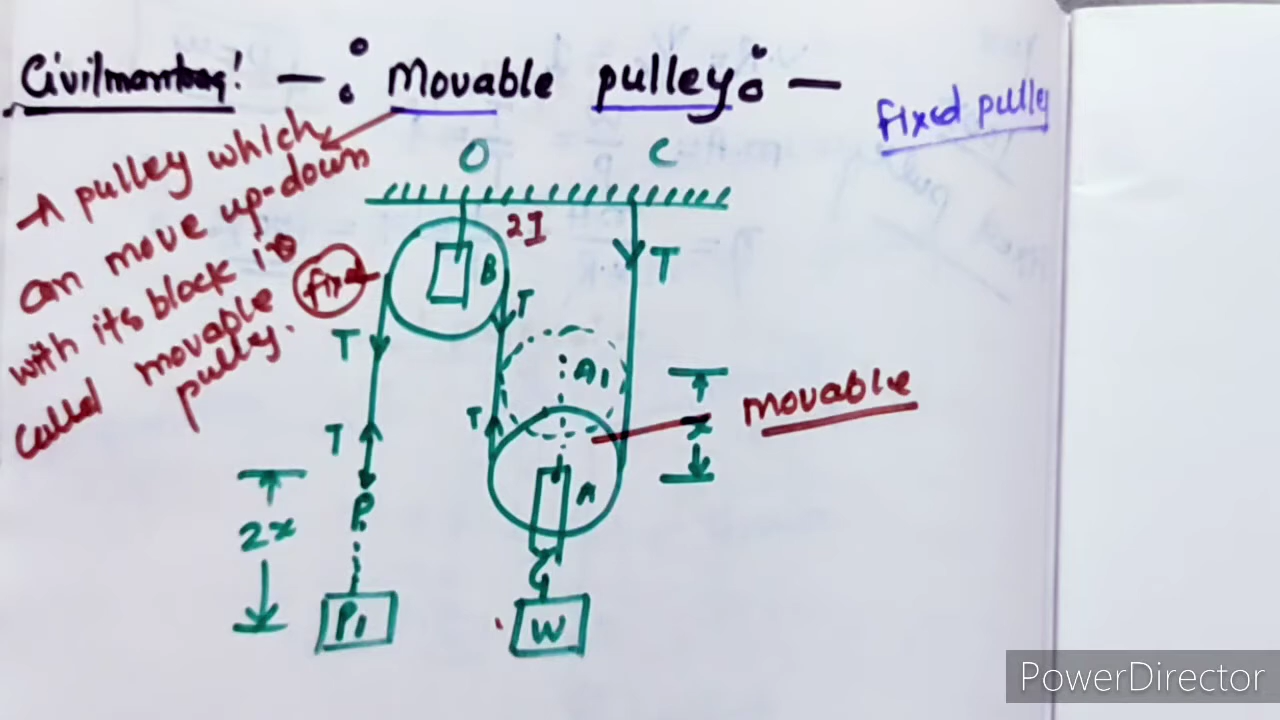 — : Movable pulley : —
Fixed pulley
A pulley which
can move up-down
with its block is
called movable
pulley.
fixed
O C
2T
B
T
T
T
T
T
A1
movable
x
A
P
2x
P1
W
PowerDirector